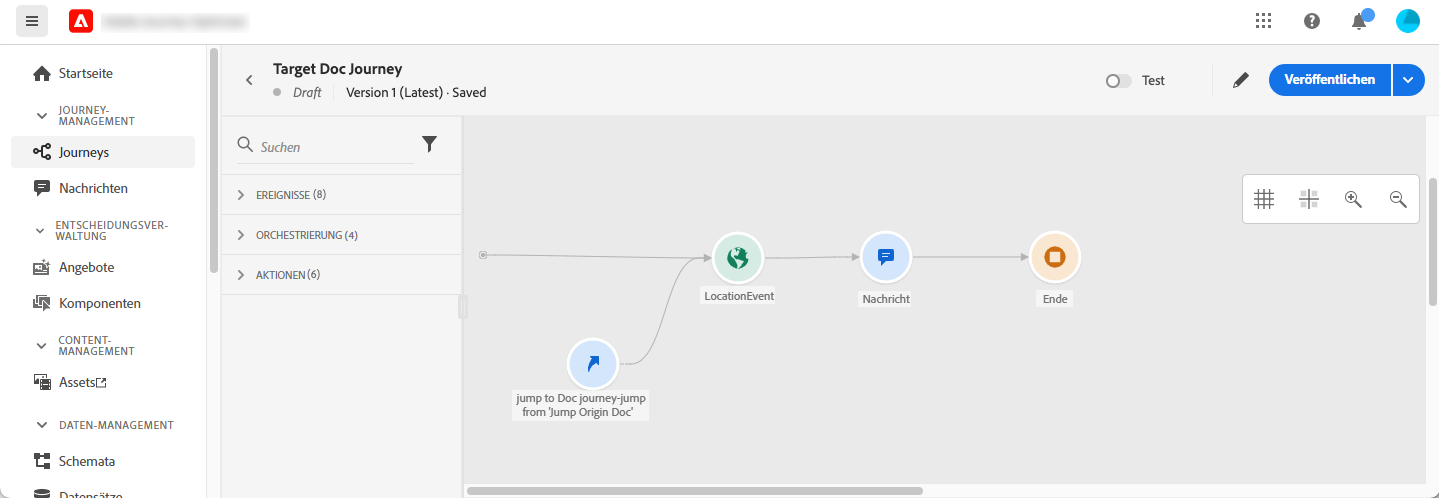 Target Doc Journey
Draft
Version 1 (Latest) · Saved
Test
Veröffentlichen
Startseite
JOURNEY-
MANAGEMENT
Journeys
Nachrichten
ENTSCHEIDUNGSVER-
WALTUNG
Angebote
Komponenten
CONTENT-
MANAGEMENT
Assets
DATEN-MANAGEMENT
Schemata
Datensätze
Suchen
EREIGNISSE (8)
ORCHESTRIERUNG (4)
AKTIONEN (6)
LocationEvent
Nachricht
Ende
jump to Doc journey-jump
from 'Jump Origin Doc'